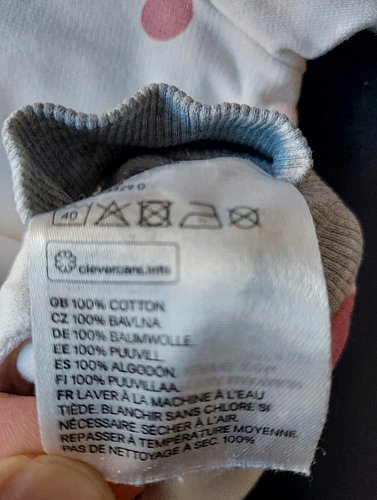 40
clevercare.info
GB 100% COTTON
CZ 100% BAVLNA
DE 100% BAUMWOLLE
EE 100% PUUVILL
ES 100% ALGODÓN
FI 100% PUUVILLAA
FR LAVER À LA MACHINE À L'EAU
TIÈDE. BLANCHIR SANS CHLORE SI
NÉCESSAIRE. SÉCHER À L'AIR.
REPASSER À TEMPÉRATURE MOYENNE.
PAS DE NETTOYAGE À SEC. 100%